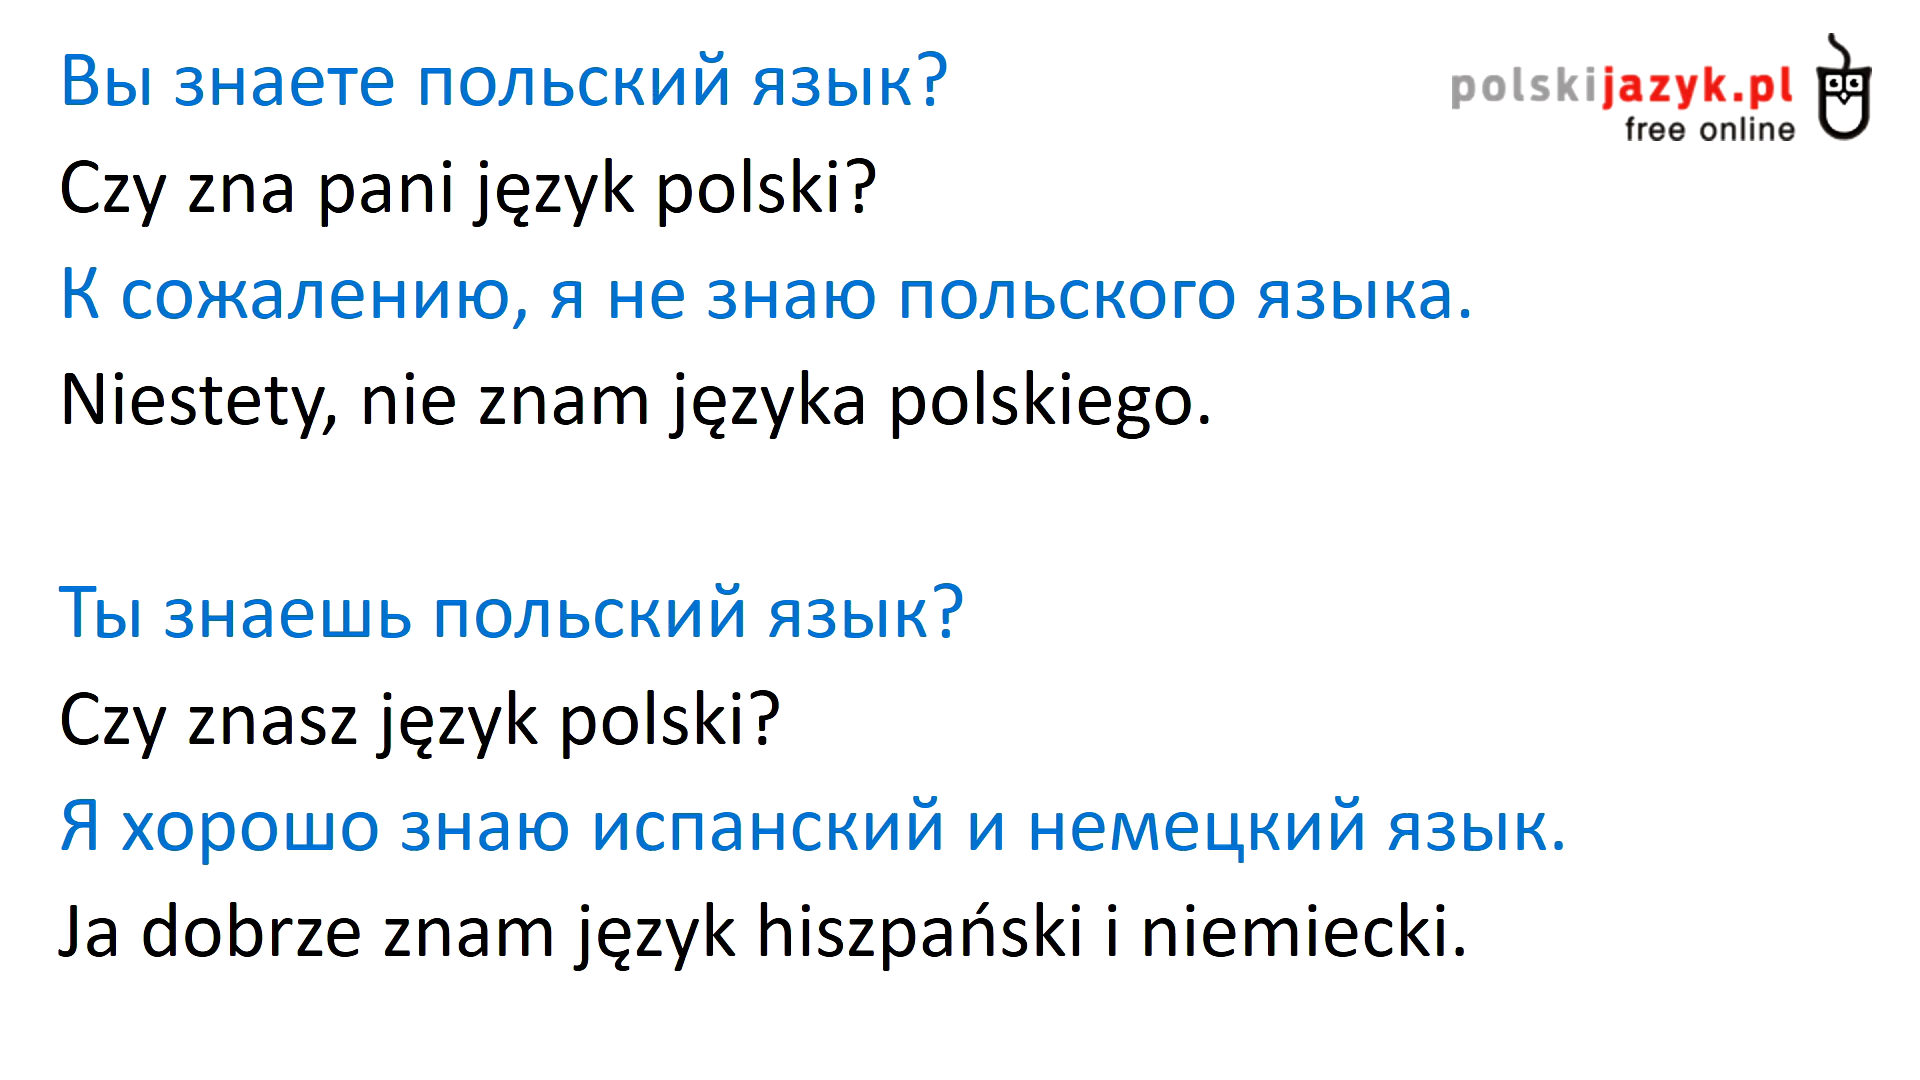 Вы знаете польский язык?
polskijazyk.pl
free online
Czy zna pani język polski?
К сожалению, я не знаю польского языка.
Niestety, nie znam języka polskiego.
Ты знаешь польский язык?
Czy znasz język polski?
Я хорошо знаю испанский и немецкий язык.
Ja dobrze znam język hiszpański i niemiecki.